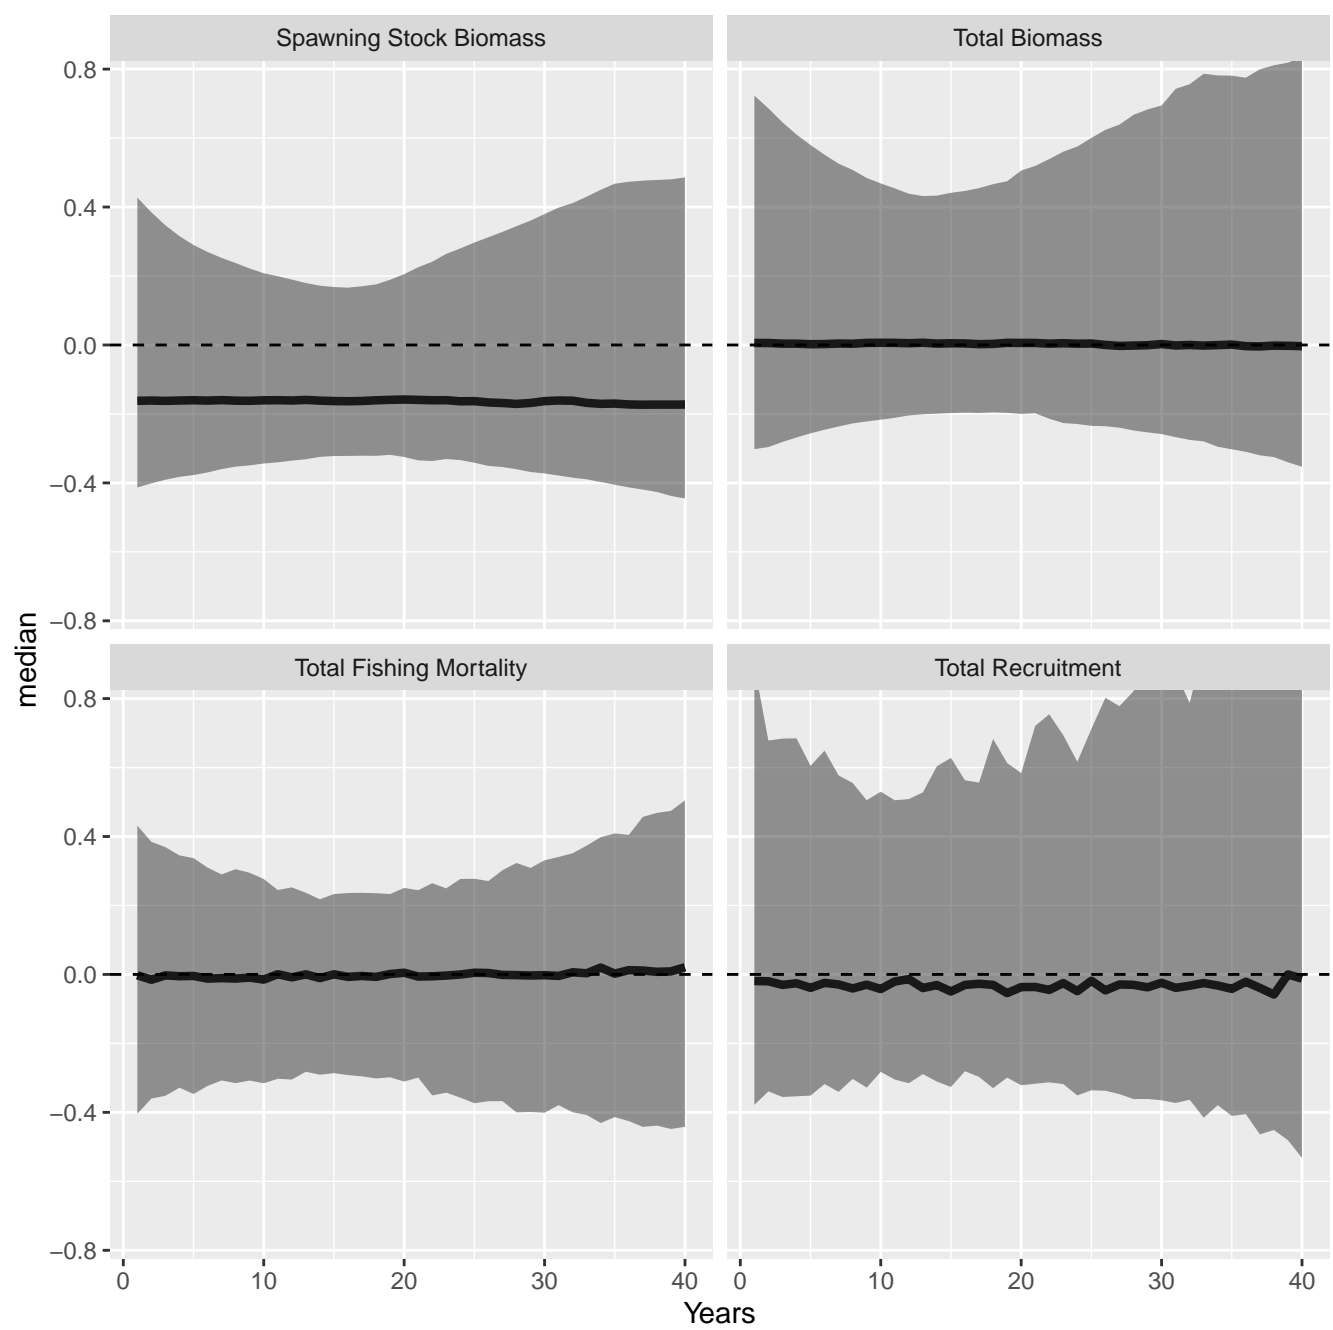 Spawning Stock Biomass
Total Biomass
0.8
0.4
0.0
−0.4
−0.8
median
Total Fishing Mortality
Total Recruitment
0.8
0.4
0.0
−0.4
−0.8
0 10 20 30 40
0 10 20 30 40
Years